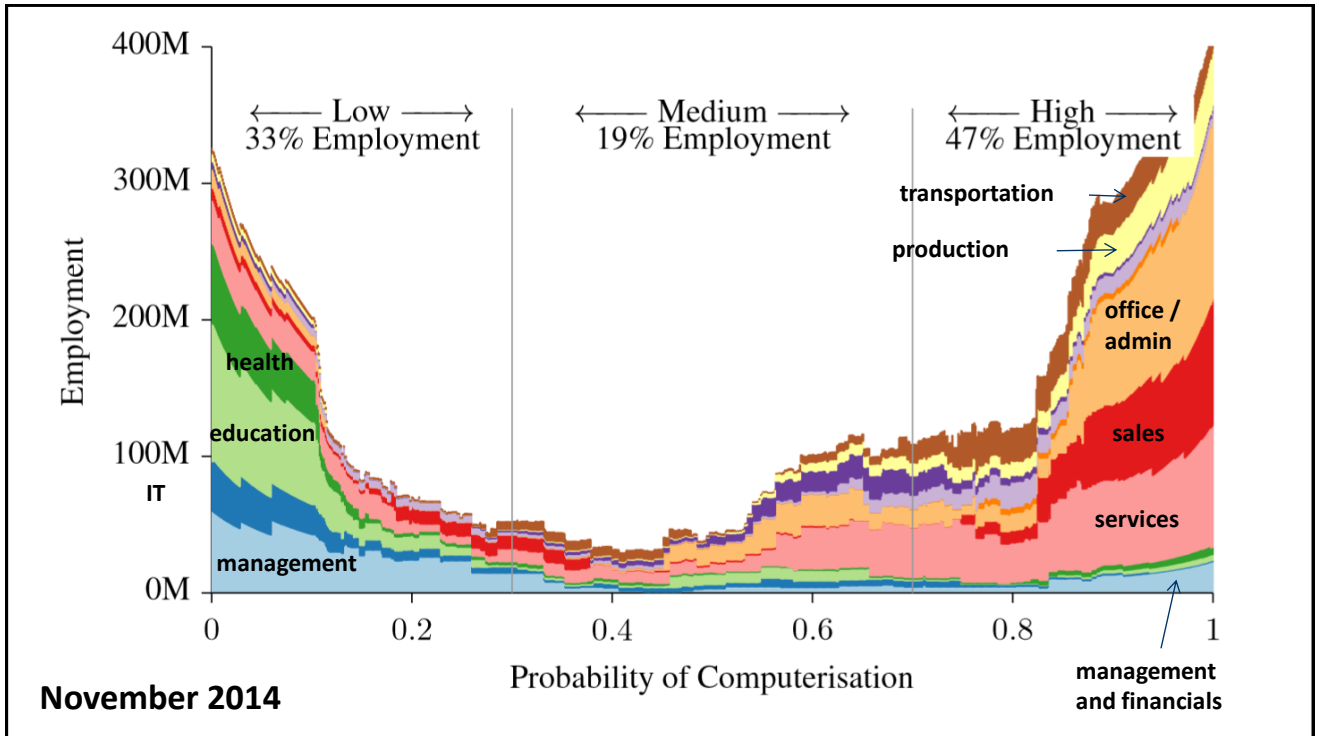 400M
300M
200M
100M
0M
Employment
← Low →
33% Employment
← Medium →
19% Employment
← High →
47% Employment
transportation
production
office /
admin
sales
services
health
education
IT
management
0
0.2
0.4
0.6
0.8
1
Probability of Computerisation
management
and financials
November 2014